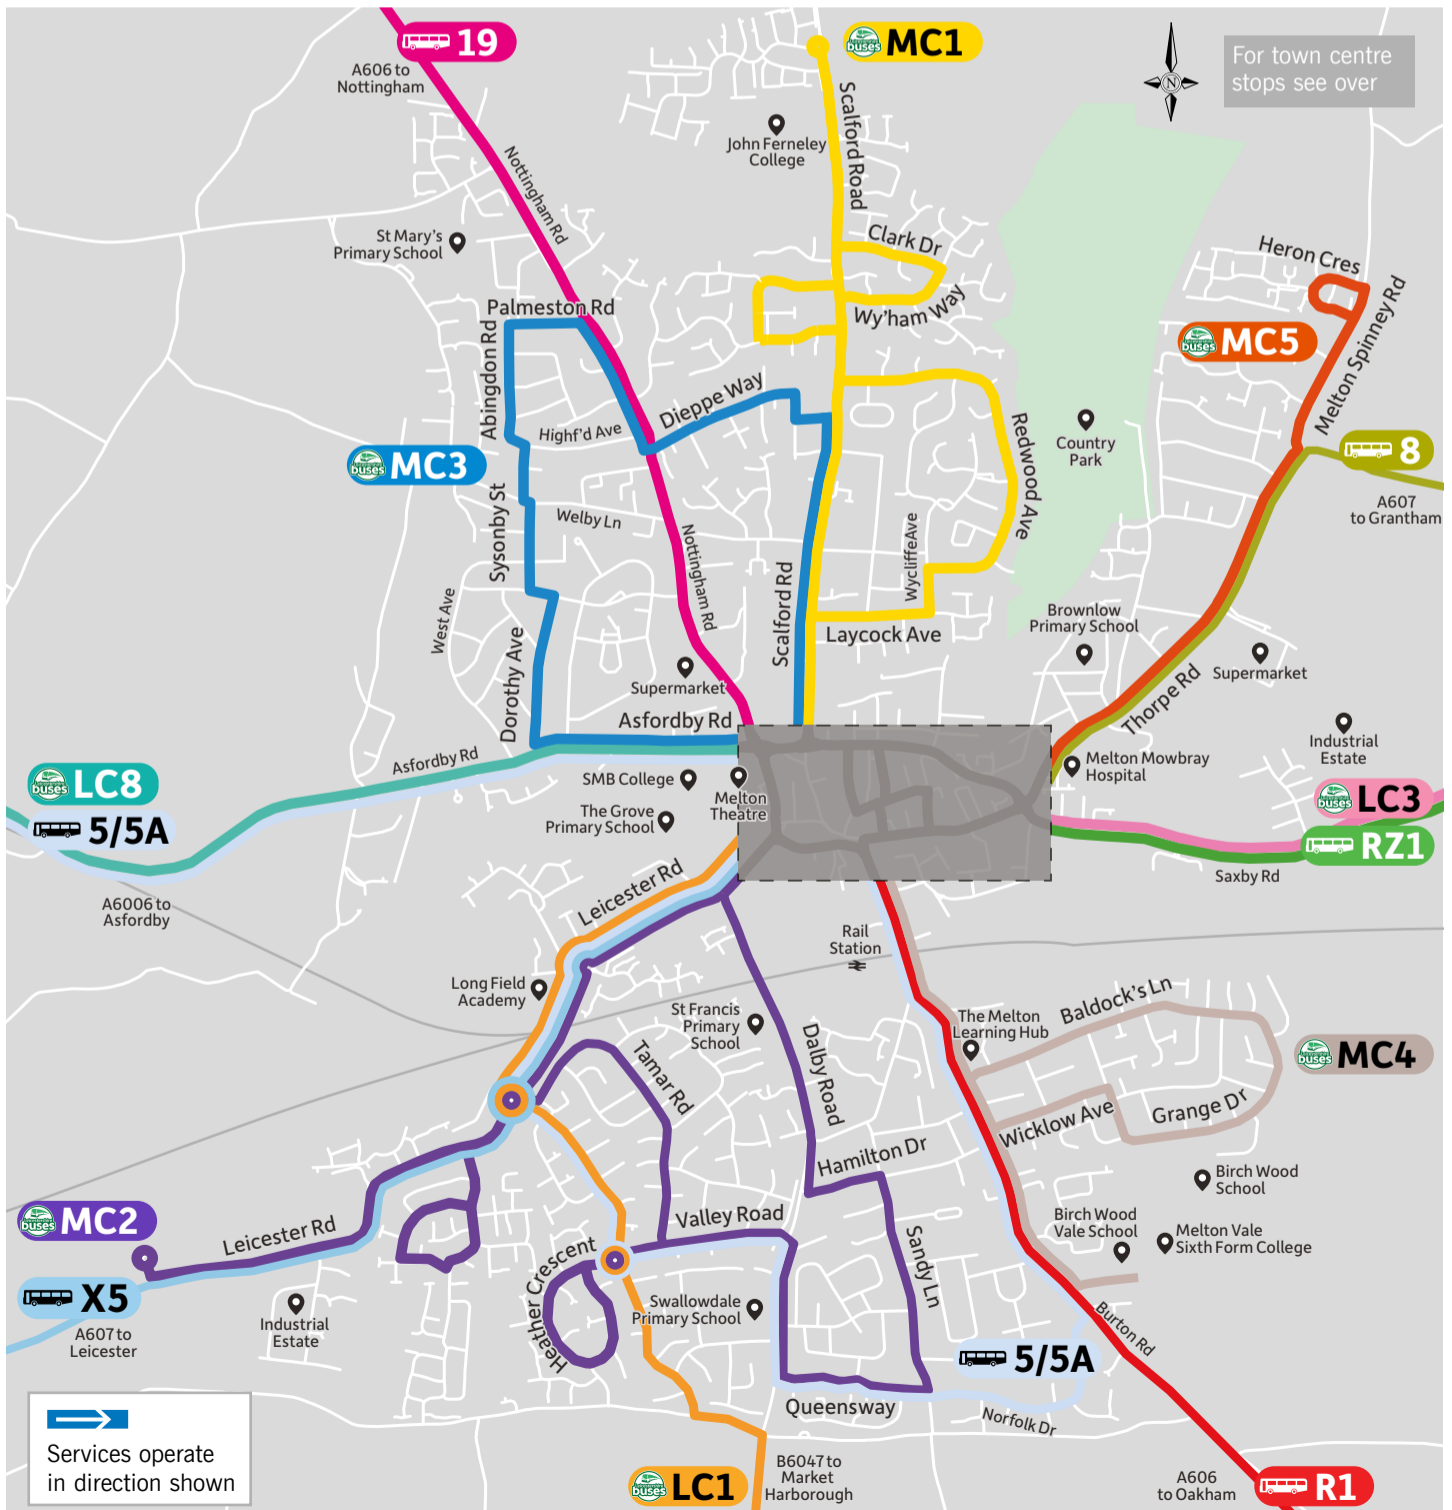 19
MC1
For town centre
stops see over
A606 to
Nottingham
N
Scalford Road
John Ferneley
College
Nottingham Rd
St Mary's
Primary School
Clark Dr
Heron Cres
Palmeston Rd
Wy'ham Way
Melton Spinney Rd
Abingdon Rd
MC5
Dieppe Way
Highf'd Ave
Redwood Ave
Country
Park
8
MC3
A607
to Grantham
Sysonby St
Welby Ln
Nottingham Rd
WycliffeAve
Scalford Rd
West Ave
Brownlow
Primary School
Laycock Ave
Dorothy Ave
Supermarket
Supermarket
Thorpe Rd
Asfordby Rd
Asfordby Rd
Industrial
Estate
Melton Mowbray
Hospital
LC8
SMB College
Melton
Theatre
LC3
5/5A
The Grove
Primary School
RZ1
Saxby Rd
Leicester Rd
A6006 to
Asfordby
Rail
Station
Long Field
Academy
Baldock's Ln
St Francis
Primary
School
The Melton
Learning Hub
Dalby Road
Tamar Rd
MC4
Grange Dr
Wicklow Ave
Hamilton Dr
Birch Wood
School
MC2
Valley Road
Birch Wood
Vale School
Leicester Rd
Melton Vale
Sixth Form College
Heather Crescent
Sandy Ln
X5
Swallowdale
Primary School
Industrial
Estate
A607 to
Leicester
Burton Rd
5/5A
Queensway
Norfolk Dr
Services operate
in direction shown
B6047 to
Market
Harborough
LC1
A606
to Oakham
R1